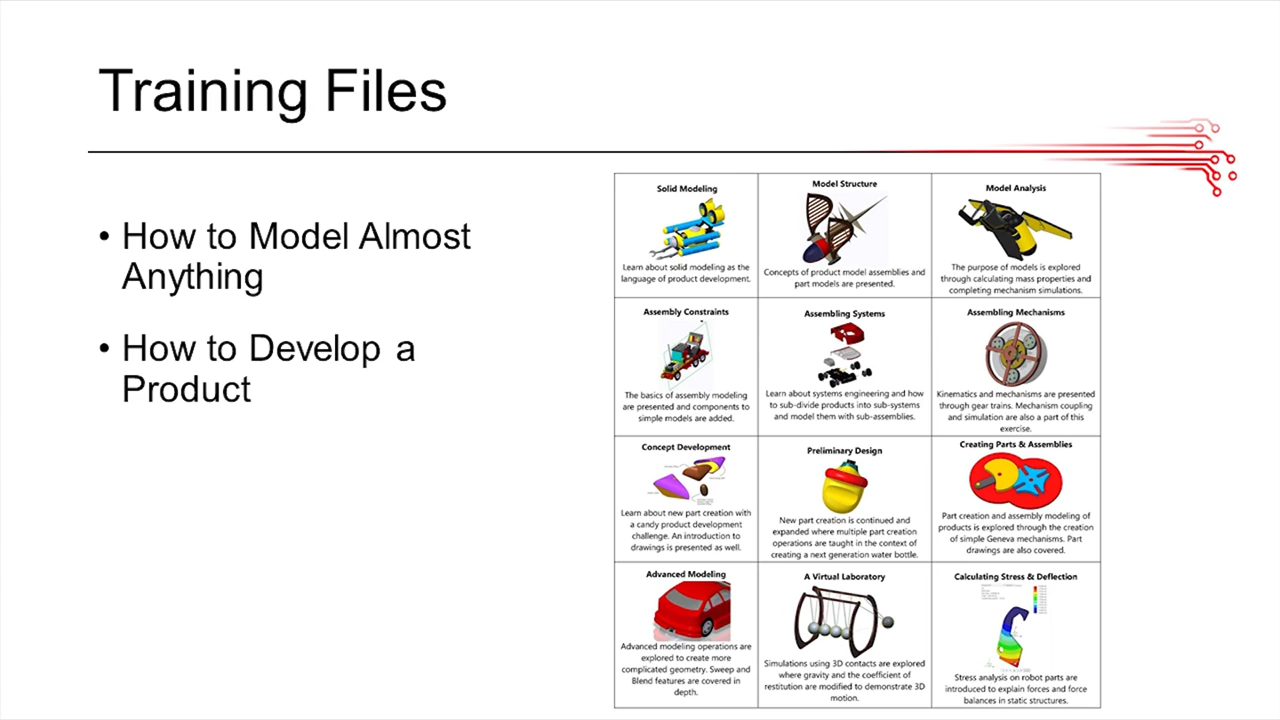 Training Files
• How to Model Almost
Anything
• How to Develop a
Product
Solid Modeling
Learn about solid modeling as the
language of product development.
Model Structure
Concepts of product model assemblies and
part models are presented.
Model Analysis
The purpose of models is explored
through calculating mass properties and
completing mechanism simulations.
Assembly Constraints
The basics of assembly modeling
are presented and components to
simple models are added.
Assembling Systems
Learn about systems engineering and how
to sub-divide products into sub-systems
and model them with sub-assemblies.
Assembling Mechanisms
Kinematics and mechanisms are presented
through gear trains. Mechanism coupling
and simulation are also a part of this
exercise.
Concept Development
Learn about new part creation with
a candy product development
challenge. An introduction to
drawings is presented as well.
Preliminary Design
New part creation is continued and
expanded where multiple part creation
operations are taught in the context of
creating a next generation water bottle.
Creating Parts & Assemblies
Part creation and assembly modeling of
products is explored through the creation
of simple Geneva mechanisms. Part
drawings are also covered.
Advanced Modeling
Advanced modeling operations are
explored to create more
complicated geometry. Sweep and
Blend features are covered in
depth.
A Virtual Laboratory
Simulations using 3D contacts are explored
where gravity and the coefficient of
restitution are modified to demonstrate 3D
motion.
Calculating Stress & Deflection
Stress analysis on robot parts are
introduced to explain forces and force
balances in static structures.